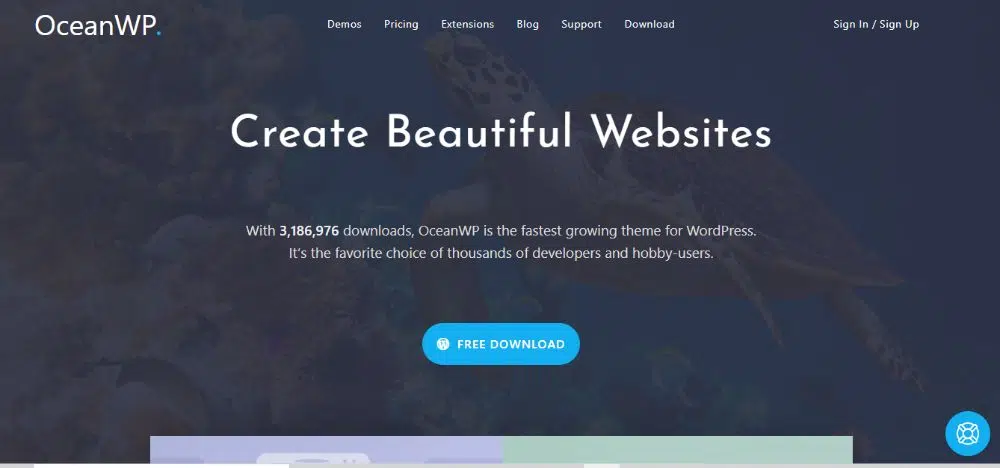 OceanWP.
Demos Pricing Extensions Blog Support Download
Sign In / Sign Up
Create Beautiful Websites
With 3,186,976 downloads, OceanWP is the fastest growing theme for WordPress.
It's the favorite choice of thousands of developers and hobby-users.
FREE DOWNLOAD